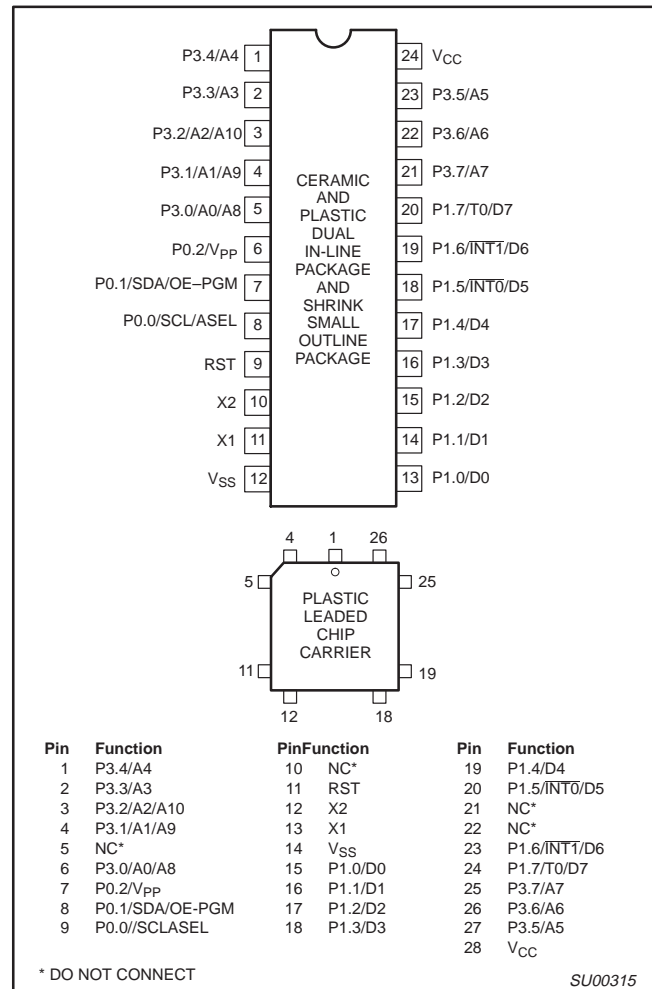 P3.4/A4 1 24 VCC
P3.3/A3 2 23 P3.5/A5
P3.2/A2/A10 3 22 P3.6/A6
P3.1/A1/A9 4 21 P3.7/A7
P3.0/A0/A8 5 20 P1.7/T0/D7
P0.2/VPP 6 19 P1.6/INT1/D6
P0.1/SDA/OE–PGM 7 18 P1.5/INT0/D5
P0.0/SCL/ASEL 8 17 P1.4/D4
RST 9 16 P1.3/D3
X2 10 15 P1.2/D2
X1 11 14 P1.1/D1
VSS 12 13 P1.0/D0
CERAMIC
AND
PLASTIC
DUAL
IN-LINE
PACKAGE
AND
SHRINK
SMALL
OUTLINE
PACKAGE
4 1 26
5 25
PLASTIC
LEADED
CHIP
CARRIER
11 19
12 18
Pin Function
1 P3.4/A4
2 P3.3/A3
3 P3.2/A2/A10
4 P3.1/A1/A9
5 NC*
6 P3.0/A0/A8
7 P0.2/VPP
8 P0.1/SDA/OE-PGM
9 P0.0//SCLASEL
PinFunction
10 NC*
11 RST
12 X2
13 X1
14 VSS
15 P1.0/D0
16 P1.1/D1
17 P1.2/D2
18 P1.3/D3
Pin Function
19 P1.4/D4
20 P1.5/INT0/D5
21 NC*
22 NC*
23 P1.6/INT1/D6
24 P1.7/T0/D7
25 P3.7/A7
26 P3.6/A6
27 P3.5/A5
28 VCC
* DO NOT CONNECT
SU00315